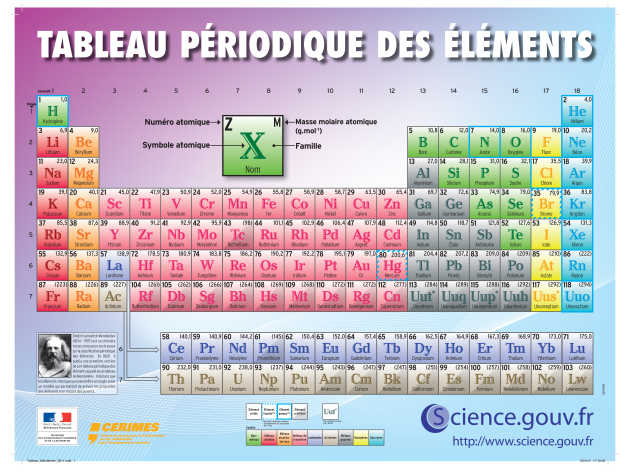 TABLEAU PÉRIODIQUE DES ÉLÉMENTS
1 2 3 4 5 6 7 8 9 10 11 12 13 14 15 16 17 18
Numéro atomique Z M Masse molaire atomique
(g.mol⁻¹)
Symbole atomique X Famille
Nom
1 1,0 H Hydrogène 2 4,0 He Hélium
3 6,9 Li Lithium 4 9,0 Be Béryllium 5 10,8 B Bore 6 12,0 C Carbone 7 14,0 N Azote 8 16,0 O Oxygène 9 19,0 F Fluor 10 20,2 Ne Néon
11 23,0 Na Sodium 12 24,3 Mg Magnésium 13 27,0 Al Aluminium 14 28,1 Si Silicium 15 31,0 P Phosphore 16 32,1 S Soufre 17 35,5 Cl Chlore 18 39,9 Ar Argon
19 39,1 K Potassium 20 40,1 Ca Calcium 21 45,0 Sc Scandium 22 47,9 Ti Titane 23 50,9 V Vanadium 24 52,0 Cr Chrome 25 54,9 Mn Manganèse 26 55,8 Fe Fer 27 58,9 Co Cobalt 28 58,7 Ni Nickel 29 63,5 Cu Cuivre 30 65,4 Zn Zinc 31 69,7 Ga Gallium 32 72,6 Ge Germanium 33 74,9 As Arsenic 34 79,0 Se Sélénium 35 79,9 Br Brome 36 83,8 Kr Krypton
37 85,5 Rb Rubidium 38 87,6 Sr Strontium 39 88,9 Y Yttrium 40 91,2 Zr Zirconium 41 92,9 Nb Niobium 42 95,9 Mo Molybdène 43 (98) Tc Technétium 44 101,1 Ru Ruthénium 45 102,9 Rh Rhodium 46 106,4 Pd Palladium 47 107,9 Ag Argent 48 112,4 Cd Cadmium 49 114,8 In Indium 50 118,7 Sn Étain 51 121,8 Sb Antimoine 52 127,6 Te Tellure 53 126,9 I Iode 54 131,3 Xe Xénon
55 132,9 Cs Césium 56 137,3 Ba Baryum 57 138,9 La Lanthane 72 178,5 Hf Hafnium 73 180,9 Ta Tantale 74 183,8 W Tungstène 75 186,2 Re Rhénium 76 190,2 Os Osmium 77 192,2 Ir Iridium 78 195,1 Pt Platine 79 197,0 Au Or 80 200,6 Hg Mercure 81 204,4 Tl Thallium 82 207,2 Pb Plomb 83 209,0 Bi Bismuth 84 (209) Po Polonium 85 (210) At Astate 86 (222) Rn Radon
87 (223) Fr Francium 88 (226) Ra Radium 89 (227) Ac Actinium 104 Rf Rutherfordium 105 Db Dubnium 106 Sg Seaborgium 107 Bh Bohrium 108 Hs Hassium 109 Mt Meitnerium 110 Ds Darmstadtium 111 Rg Roentgenium 112 Cn Copernicium 113 Uut 114 Uuq 115 Uup 116 Uuh 117 Uus 118 Uuo
58 140,1 Ce Cérium 59 140,9 Pr Praséodyme 60 144,2 Nd Néodyme 61 (145) Pm Prométhium 62 150,4 Sm Samarium 63 152,0 Eu Europium 64 157,3 Gd Gadolinium 65 158,9 Tb Terbium 66 162,5 Dy Dysprosium 67 164,9 Ho Holmium 68 167,3 Er Erbium 69 168,9 Tm Thulium 70 173,0 Yb Ytterbium 71 175,0 Lu Lutécium
90 232,0 Th Thorium 91 231,0 Pa Protactinium 92 238,0 U Uranium 93 (237) Np Neptunium 94 (244) Pu Plutonium 95 (243) Am Américium 96 (247) Cm Curium 97 (247) Bk Berkélium 98 (251) Cf Californium 99 (252) Es Einsteinium 100 (257) Fm Fermium 101 (258) Md Mendélévium 102 (259) No Nobélium 103 (260) Lw Lawrencium
CERIMES
Uut
Science.gouv.fr
http://www.science.gouv.fr